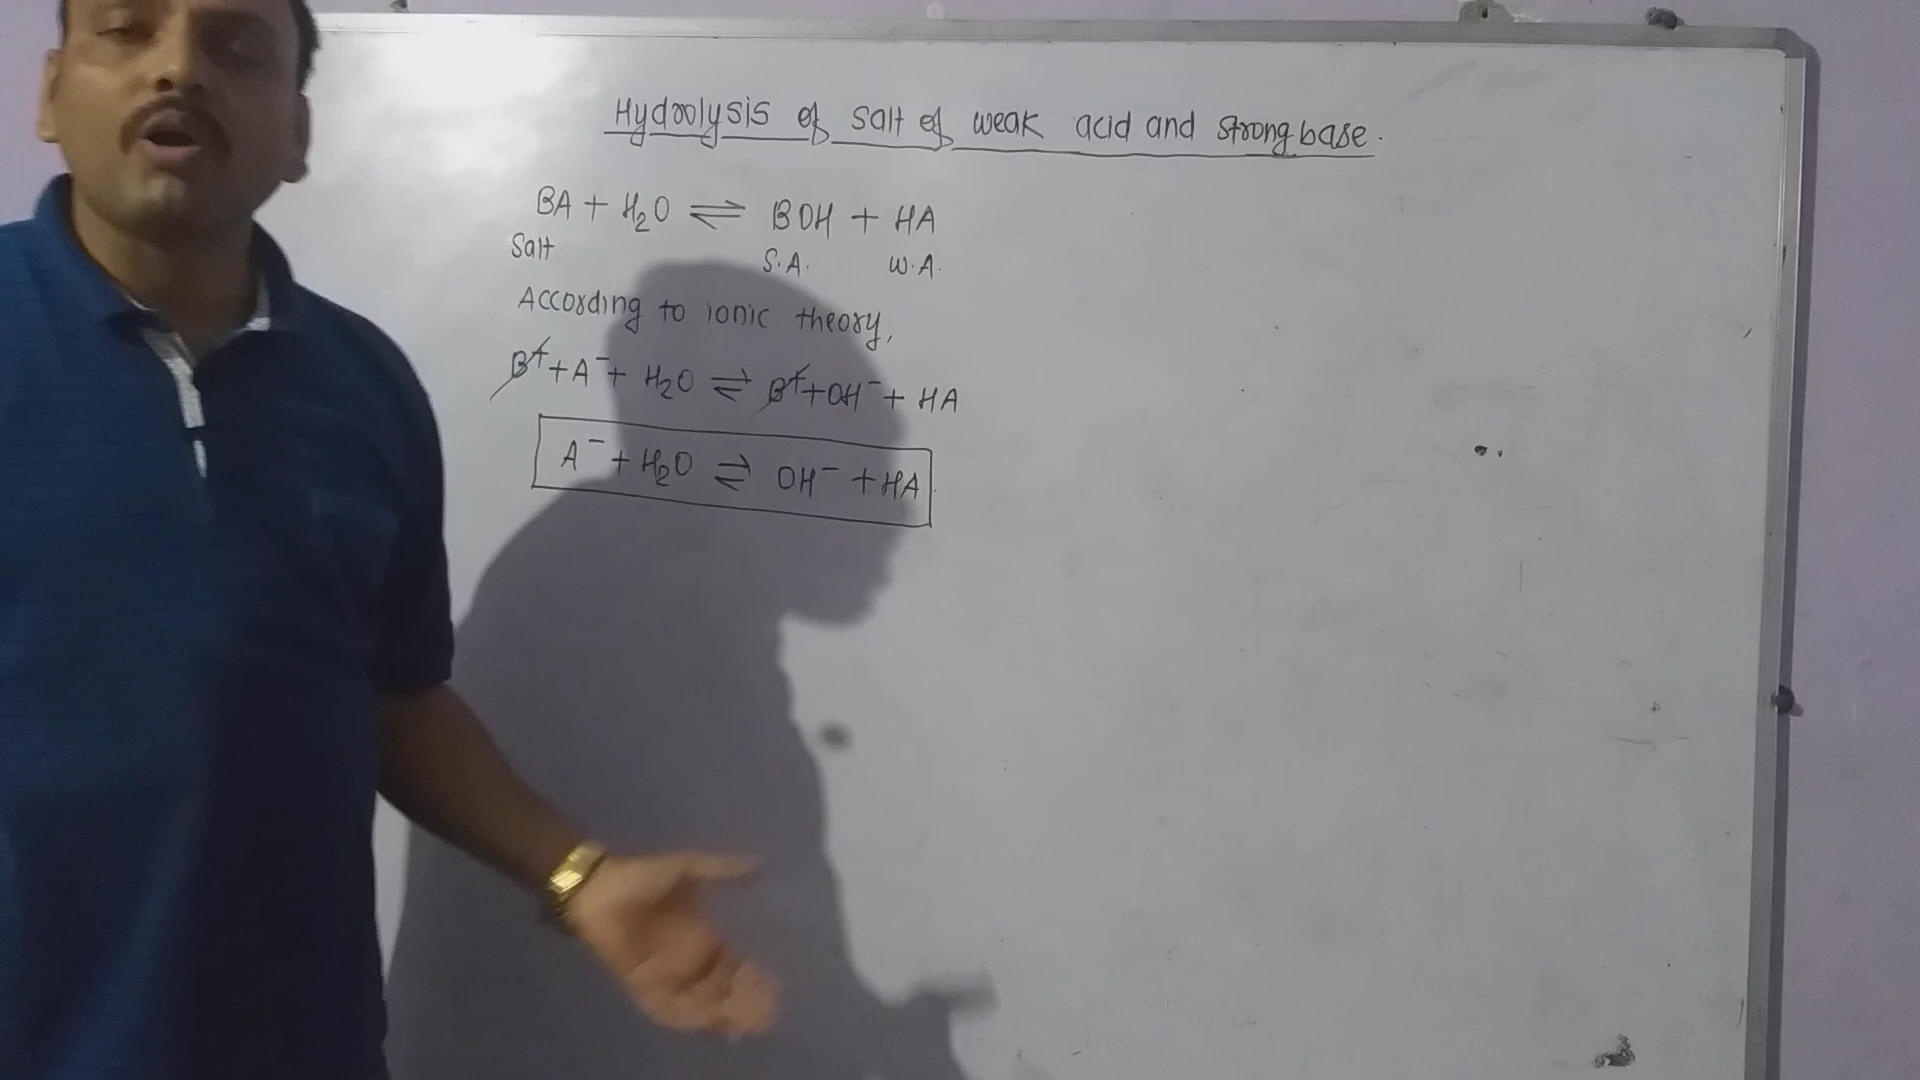 Hydrolysis of salt of weak acid and strong base.
BA + H₂O ⇌ BOH + HA
Salt S.A. W.A.
According to ionic theory,
B⁺ + A⁻ + H₂O ⇌ B⁺ + OH⁻ + HA
A⁻ + H₂O ⇌ OH⁻ + HA